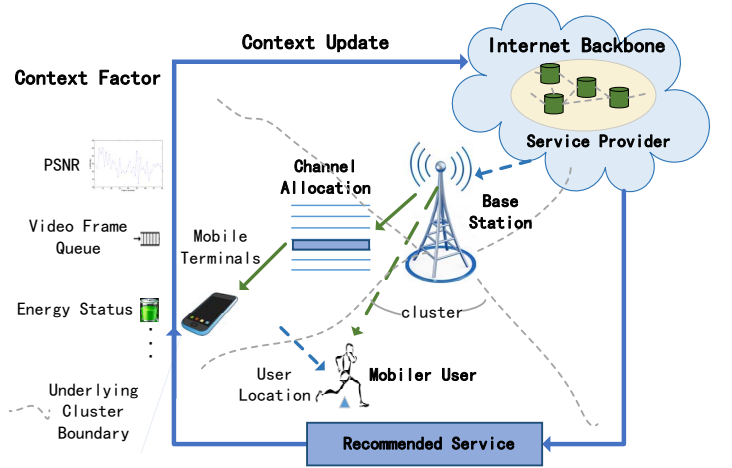 Context Update
Internet Backbone
Service Provider
Context Factor
PSNR
Video Frame
Queue
Energy Status
Underlying
Cluster
Boundary
Channel
Allocation
Mobile
Terminals
Base
Station
cluster
User
Location
Mobiler User
Recommended Service